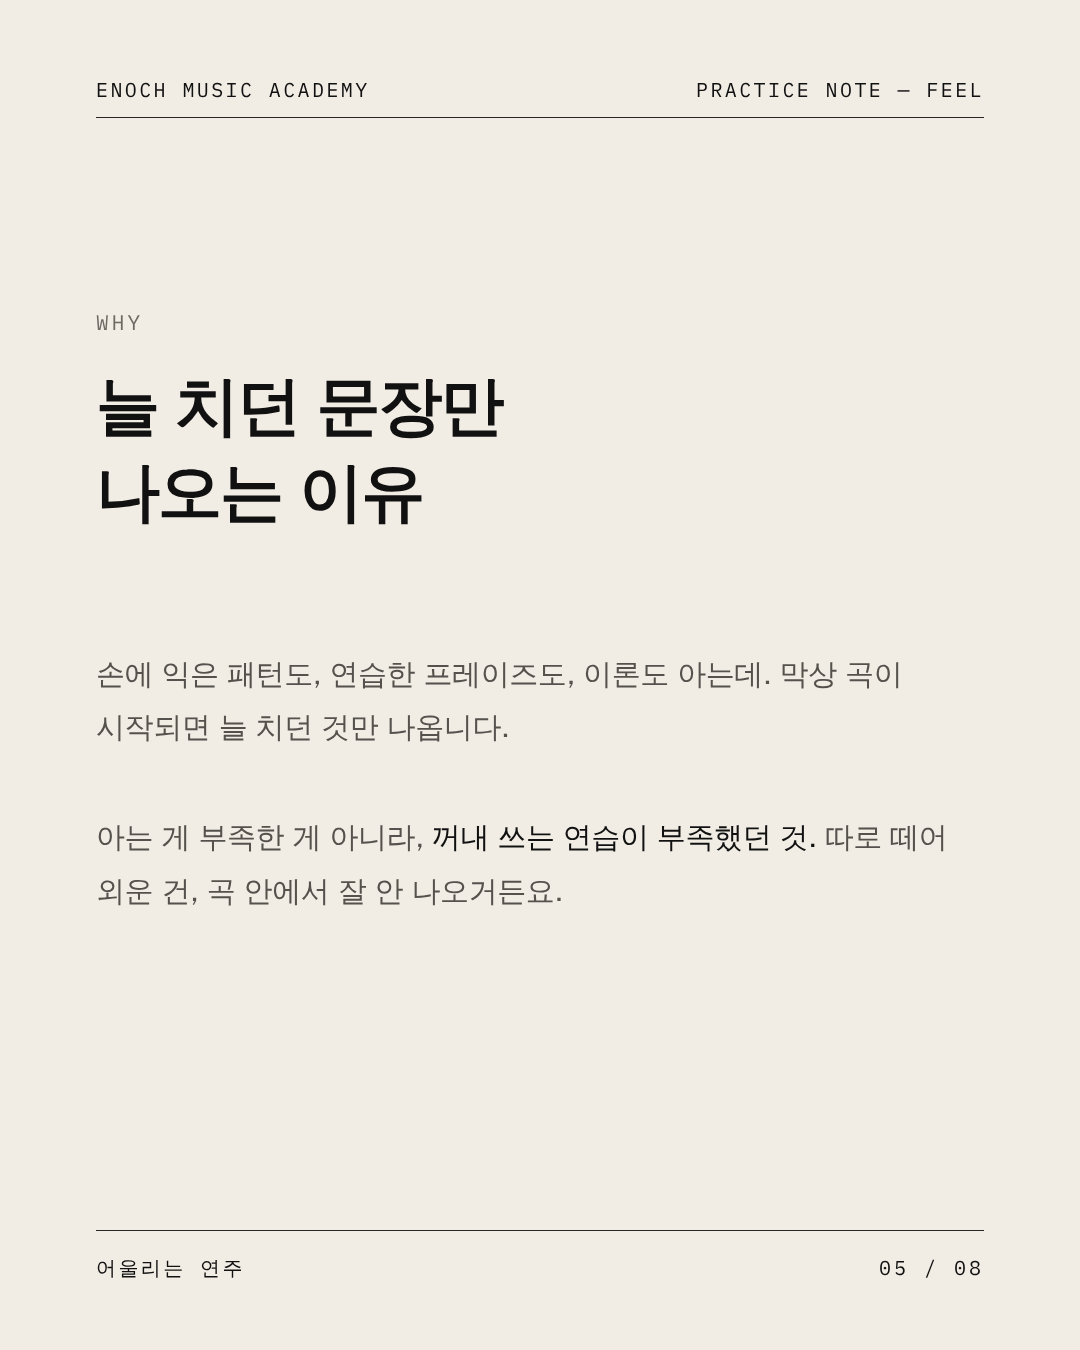 ENOCH MUSIC ACADEMY
PRACTICE NOTE — FEEL
WHY
늘 치던 문장만
나오는 이유
손에 익은 패턴도, 연습한 프레이즈도, 이론도 아는데. 막상 곡이
시작되면 늘 치던 것만 나옵니다.
아는 게 부족한 게 아니라, 꺼내 쓰는 연습이 부족했던 것. 따로 떼어
외운 건, 곡 안에서 잘 안 나오거든요.
어울리는 연주
05 / 08